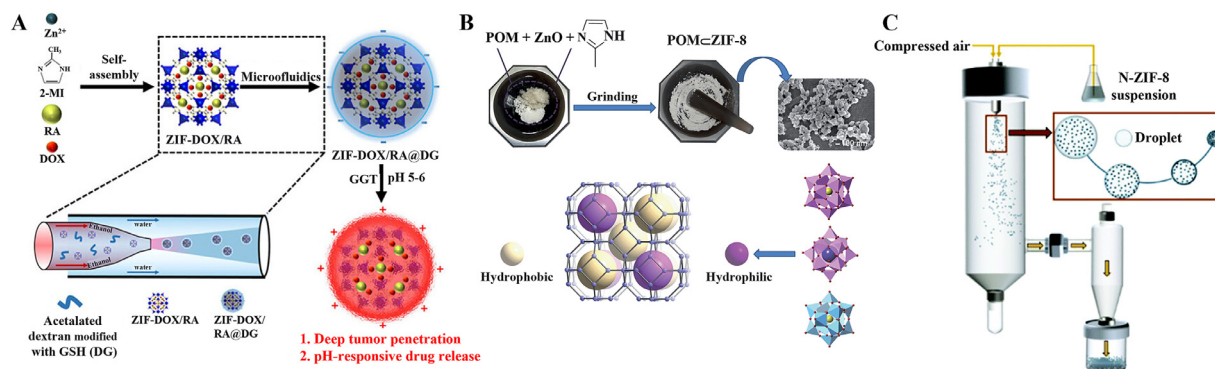 A
Zn2+
CH3
N
NH
2-MI
RA
DOX
Self-
assembly
ZIF-DOX/RA
Microofluidics
ZIF-DOX/RA@DG
GGT
pH 5-6
Ethanol
water
Ethanol
water
Acetalated
dextran modified
with GSH (DG)
ZIF-DOX/RA
ZIF-DOX/
RA@DG
1. Deep tumor penetration
2. pH-responsive drug release
B
POM + ZnO + N NH
Grinding
POM⊂ZIF-8
100 nm
Hydrophobic
Hydrophilic
C
Compressed air
N-ZIF-8
suspension
Droplet